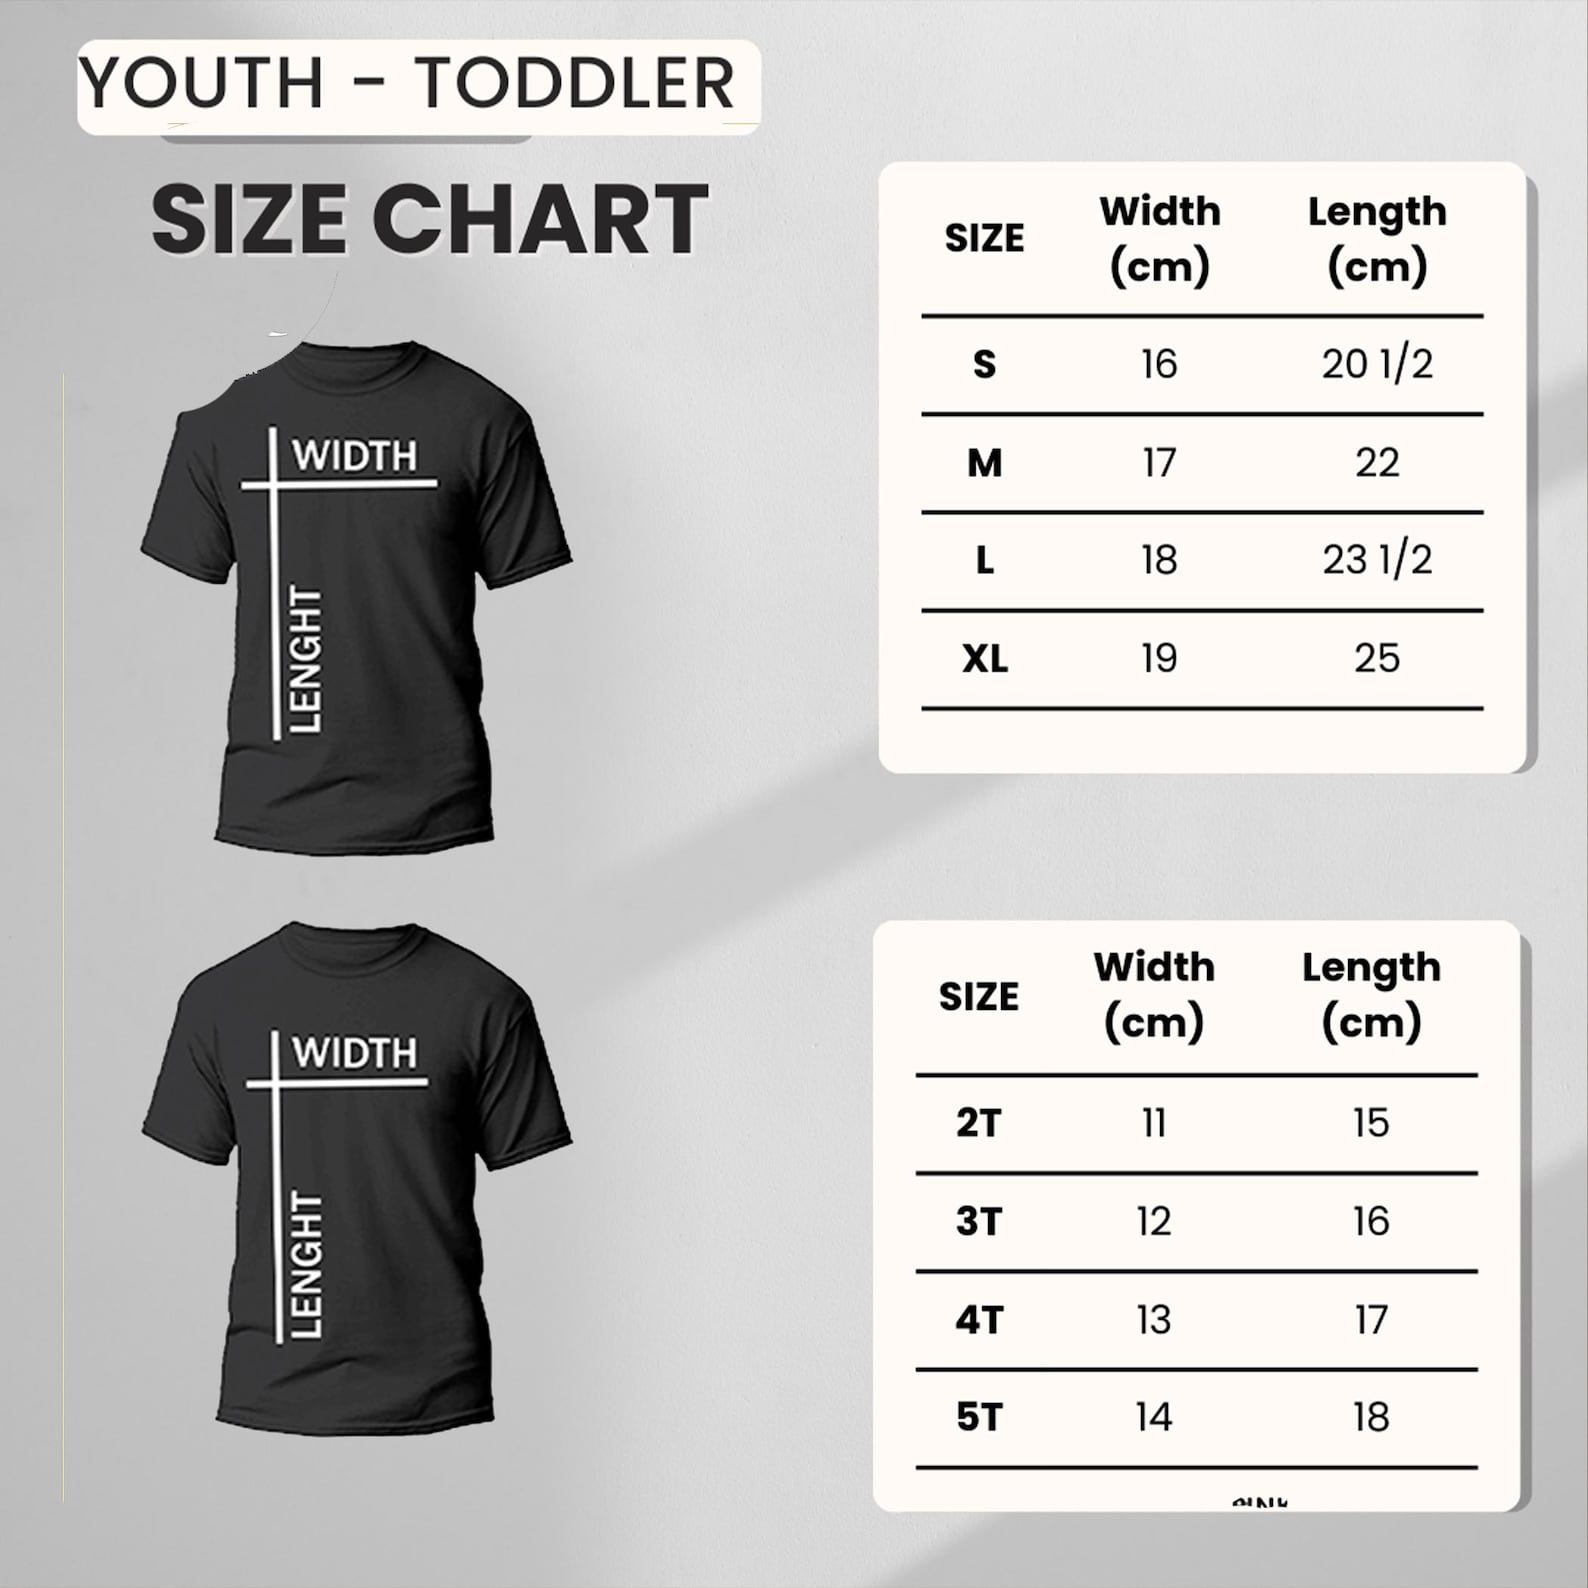 YOUTH - TODDLER
SIZE CHART
WIDTH
LENGHT
SIZE Width (cm) Length (cm)
S 16 20 1/2
M 17 22
L 18 23 1/2
XL 19 25
WIDTH
LENGHT
SIZE Width (cm) Length (cm)
2T 11 15
3T 12 16
4T 13 17
5T 14 18